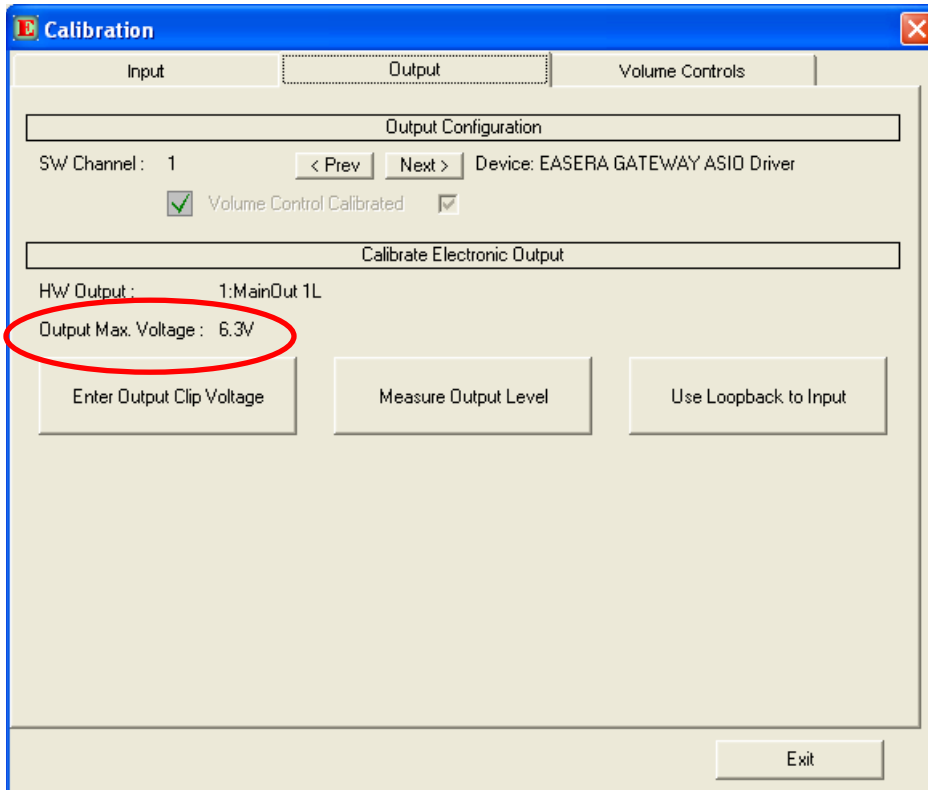 E Calibration
Input Output Volume Controls
Output Configuration
SW Channel : 1 < Prev Next > Device: EASERA GATEWAY ASIO Driver
Volume Control Calibrated
Calibrate Electronic Output
HW Output : 1:MainOut 1L
Output Max. Voltage : 6.3V
Enter Output Clip Voltage Measure Output Level Use Loopback to Input
Exit